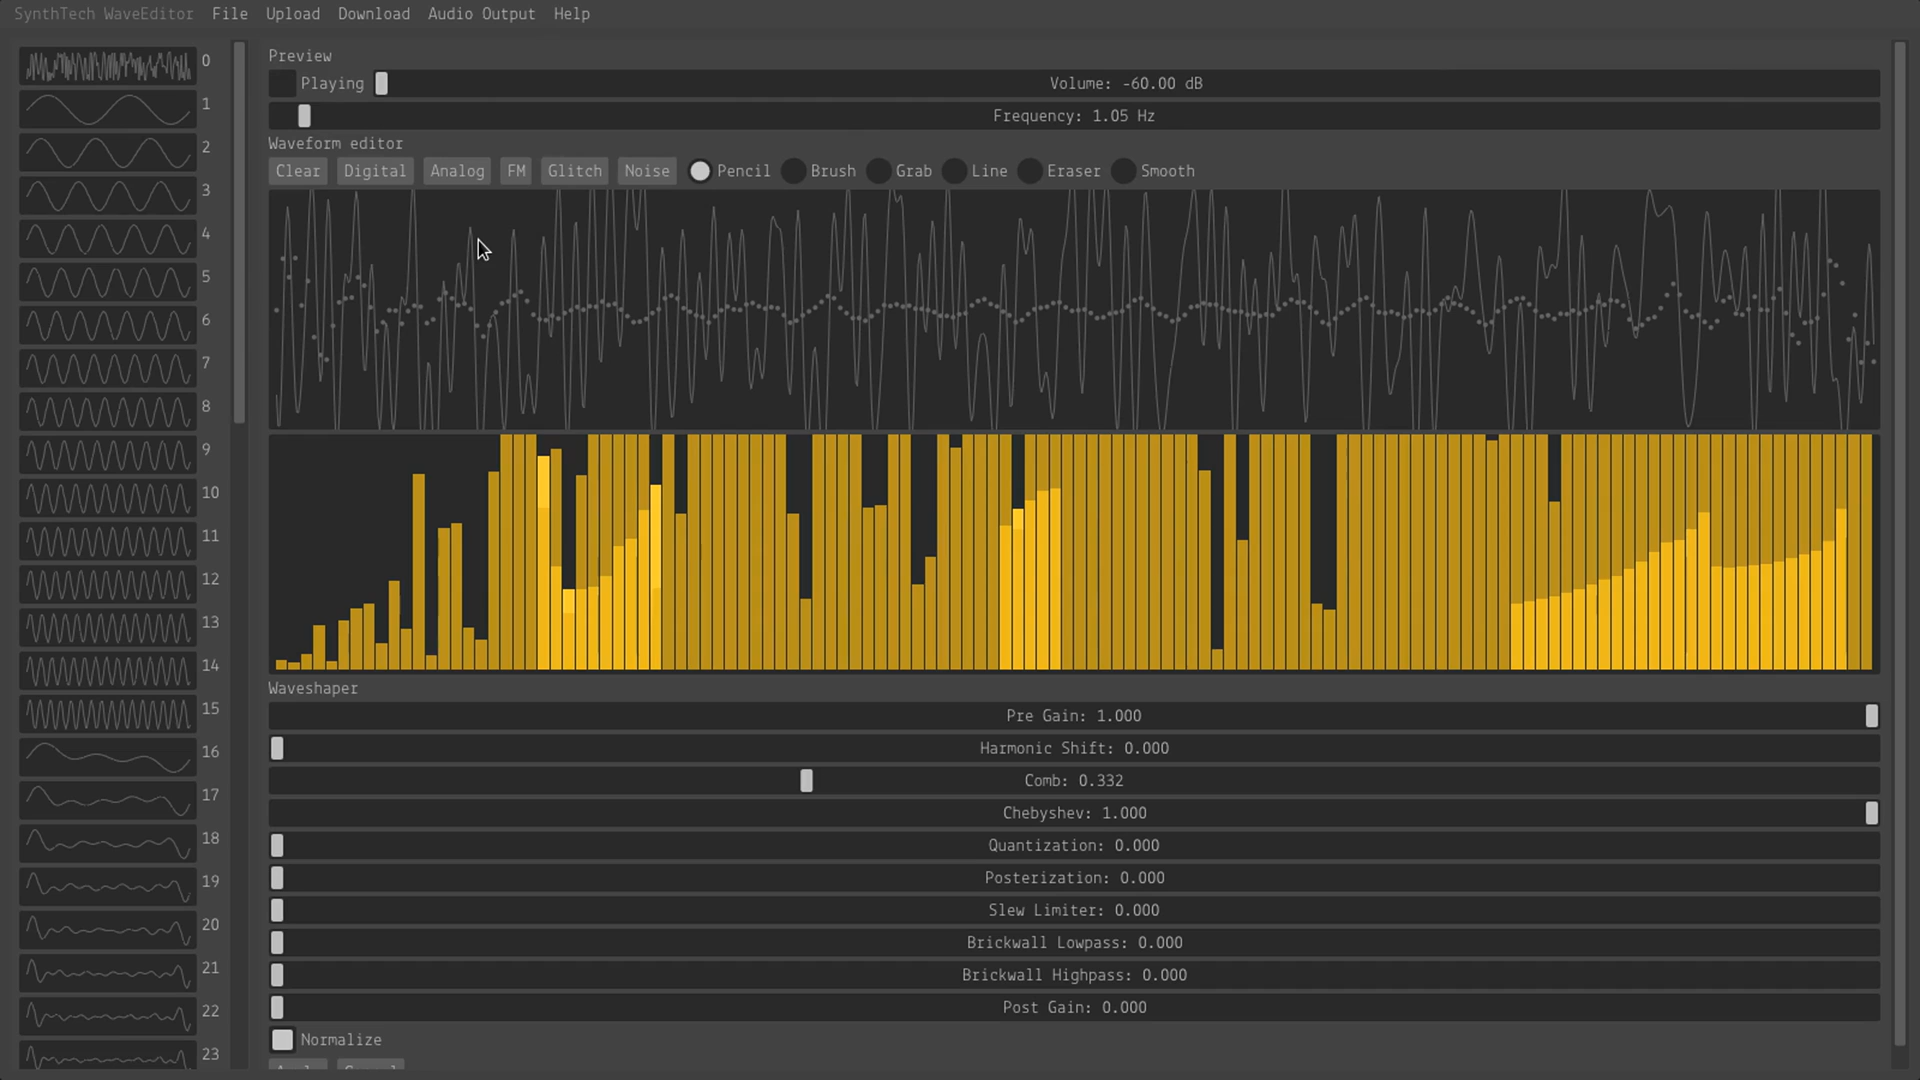 SynthTech WaveEditor File Upload Download Audio Output Help
0
1
2
3
4
5
6
7
8
9
10
11
12
13
14
15
16
17
18
19
20
21
22
23
Preview
Playing Volume: -60.00 dB
Frequency: 1.05 Hz
Waveform editor
Clear Digital Analog FM Glitch Noise Pencil Brush Grab Line Eraser Smooth
Waveshaper
Pre Gain: 1.000
Harmonic Shift: 0.000
Comb: 0.332
Chebyshev: 1.000
Quantization: 0.000
Posterization: 0.000
Slew Limiter: 0.000
Brickwall Lowpass: 0.000
Brickwall Highpass: 0.000
Post Gain: 0.000
Normalize